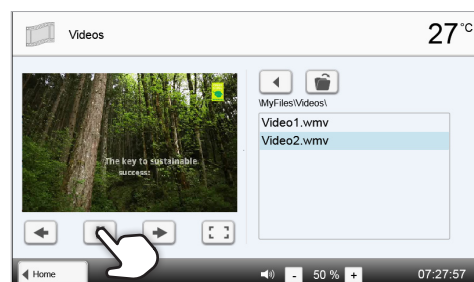 Videos
27°C
\MyFiles\Videos\
Video1.wmv
Video2.wmv
The key to sustainable
success:
Home
- 50 % +
07:27:57